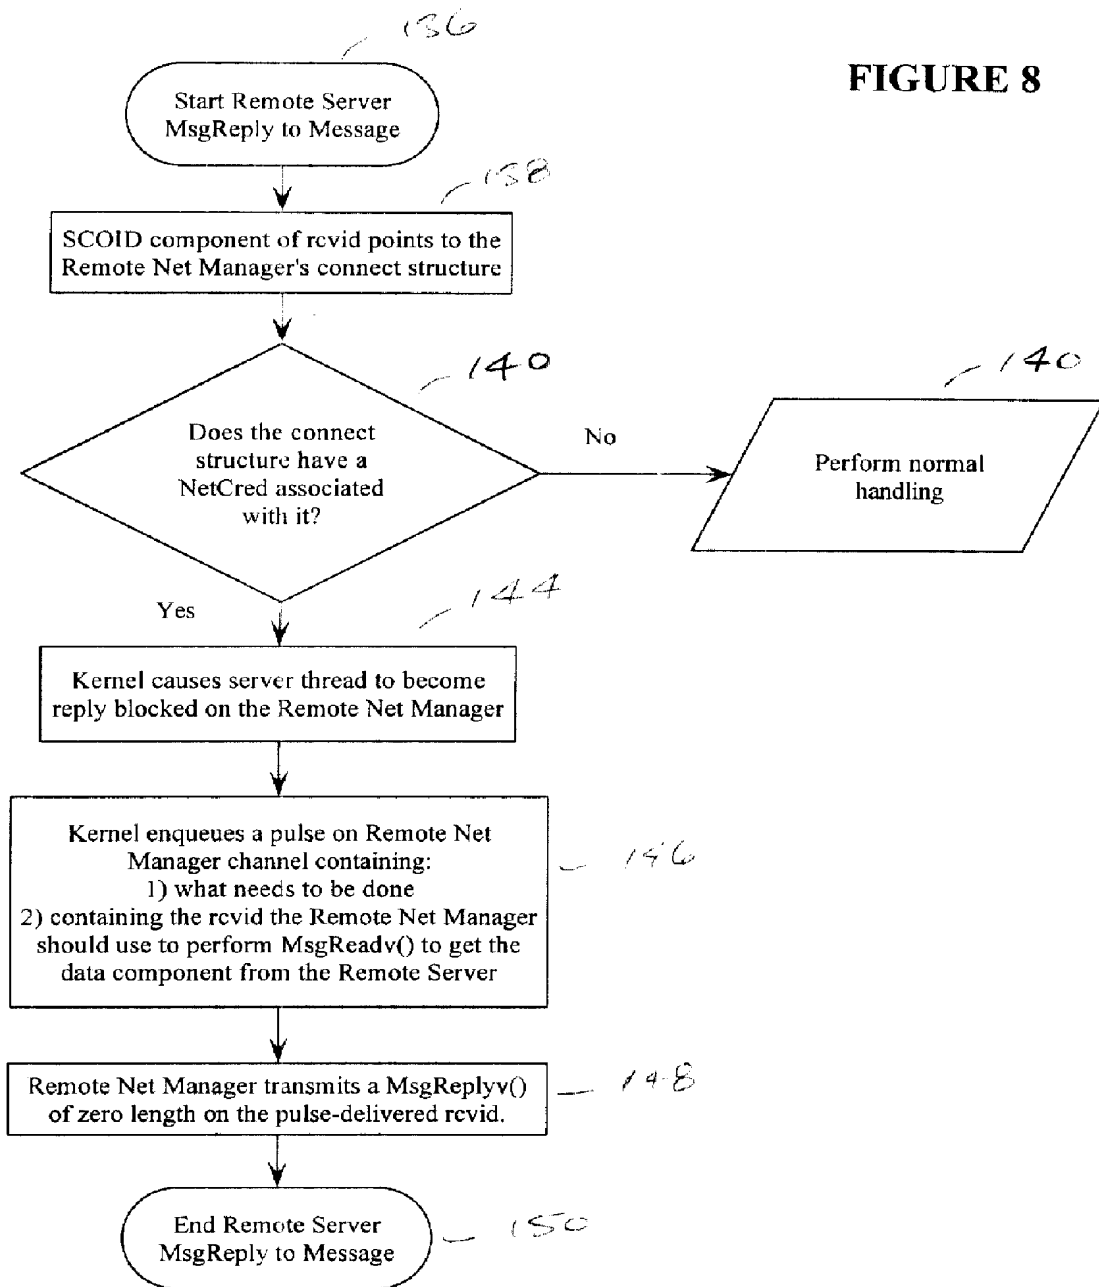 136
FIGURE 8
Start Remote Server
MsgReply to Message
138
SCOID component of rcvid points to the
Remote Net Manager's connect structure
140
140
Does the connect
structure have a
NetCred associated
with it?
No
Perform normal
handling
Yes
144
Kernel causes server thread to become
reply blocked on the Remote Net Manager
Kernel enqueues a pulse on Remote Net
Manager channel containing:
1) what needs to be done
2) containing the rcvid the Remote Net Manager
should use to perform MsgReadv() to get the
data component from the Remote Server
146
Remote Net Manager transmits a MsgReplyv()
of zero length on the pulse-delivered rcvid.
148
End Remote Server
MsgReply to Message
150